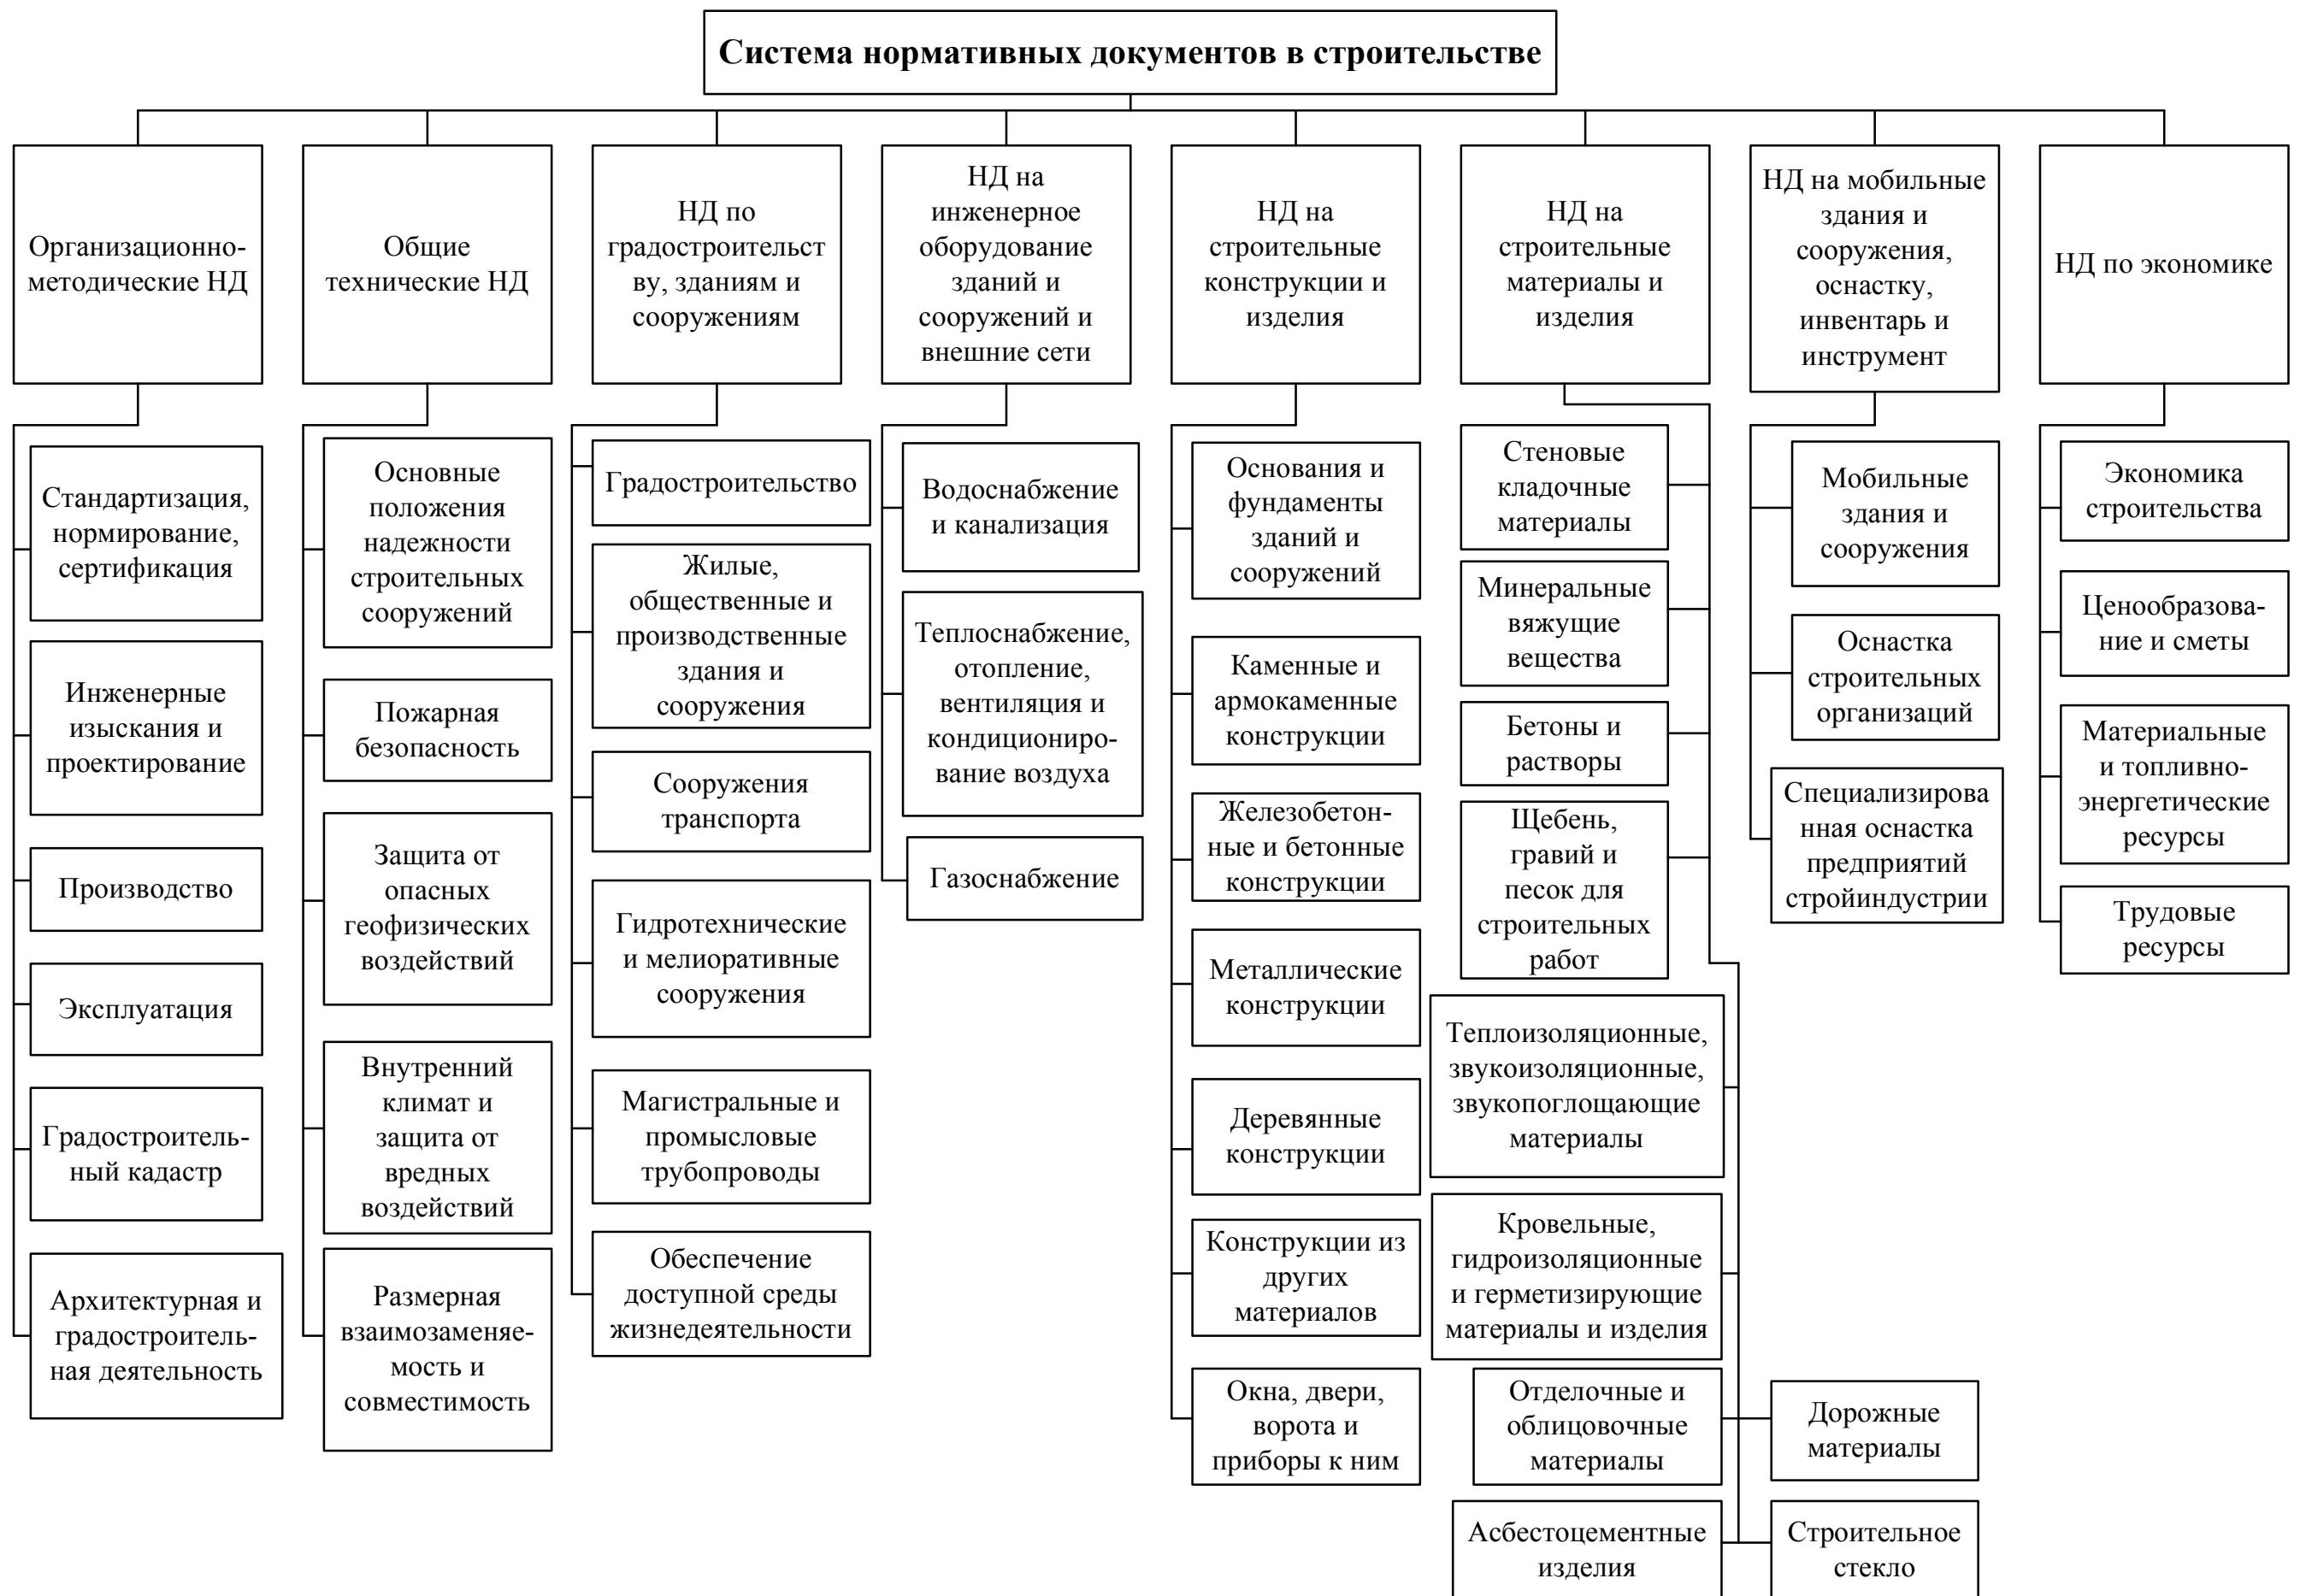 Система нормативных документов в строительстве
Организационно-
методические НД
Общие
технические НД
НД по
градостроительст
ву, зданиям и
сооружениям
НД на
инженерное
оборудование
зданий и
сооружений и
внешние сети
НД на
строительные
конструкции и
изделия
НД на
строительные
материалы и
изделия
НД на мобильные
здания и
сооружения,
оснастку,
инвентарь и
инструмент
НД по экономике
Стандартизация,
нормирование,
сертификация
Инженерные
изыскания и
проектирование
Производство
Эксплуатация
Градостроитель-
ный кадастр
Архитектурная и
градостроитель-
ная деятельность
Основные
положения
надежности
строительных
сооружений
Пожарная
безопасность
Защита от
опасных
геофизических
воздействий
Внутренний
климат и
защита от
вредных
воздействий
Размерная
взаимозаменяе-
мость и
совместимость
Градостроительство
Жилые,
общественные и
производственные
здания и
сооружения
Сооружения
транспорта
Гидротехнические
и мелиоративные
сооружения
Магистральные и
промысловые
трубопроводы
Обеспечение
доступной среды
жизнедеятельности
Водоснабжение
и канализация
Теплоснабжение,
отопление,
вентиляция и
кондициониро-
вание воздуха
Газоснабжение
Основания и
фундаменты
зданий и
сооружений
Каменные и
армокаменные
конструкции
Железобетон-
ные и бетонные
конструкции
Металлические
конструкции
Деревянные
конструкции
Конструкции из
других
материалов
Окна, двери,
ворота и
приборы к ним
Стеновые
кладочные
материалы
Минеральные
вяжущие
вещества
Бетоны и
растворы
Щебень,
гравий и
песок для
строительных
работ
Теплоизоляционные,
звукоизоляционные,
звукопоглощающие
материалы
Кровельные,
гидроизоляционные
и герметизирующие
материалы и изделия
Отделочные и
облицовочные
материалы
Асбестоцементные
изделия
Дорожные
материалы
Строительное
стекло
Мобильные
здания и
сооружения
Оснастка
строительных
организаций
Специализирова
нная оснастка
предприятий
стройиндустрии
Экономика
строительства
Ценообразова-
ние и сметы
Материальные
и топливно-
энергетические
ресурсы
Трудовые
ресурсы